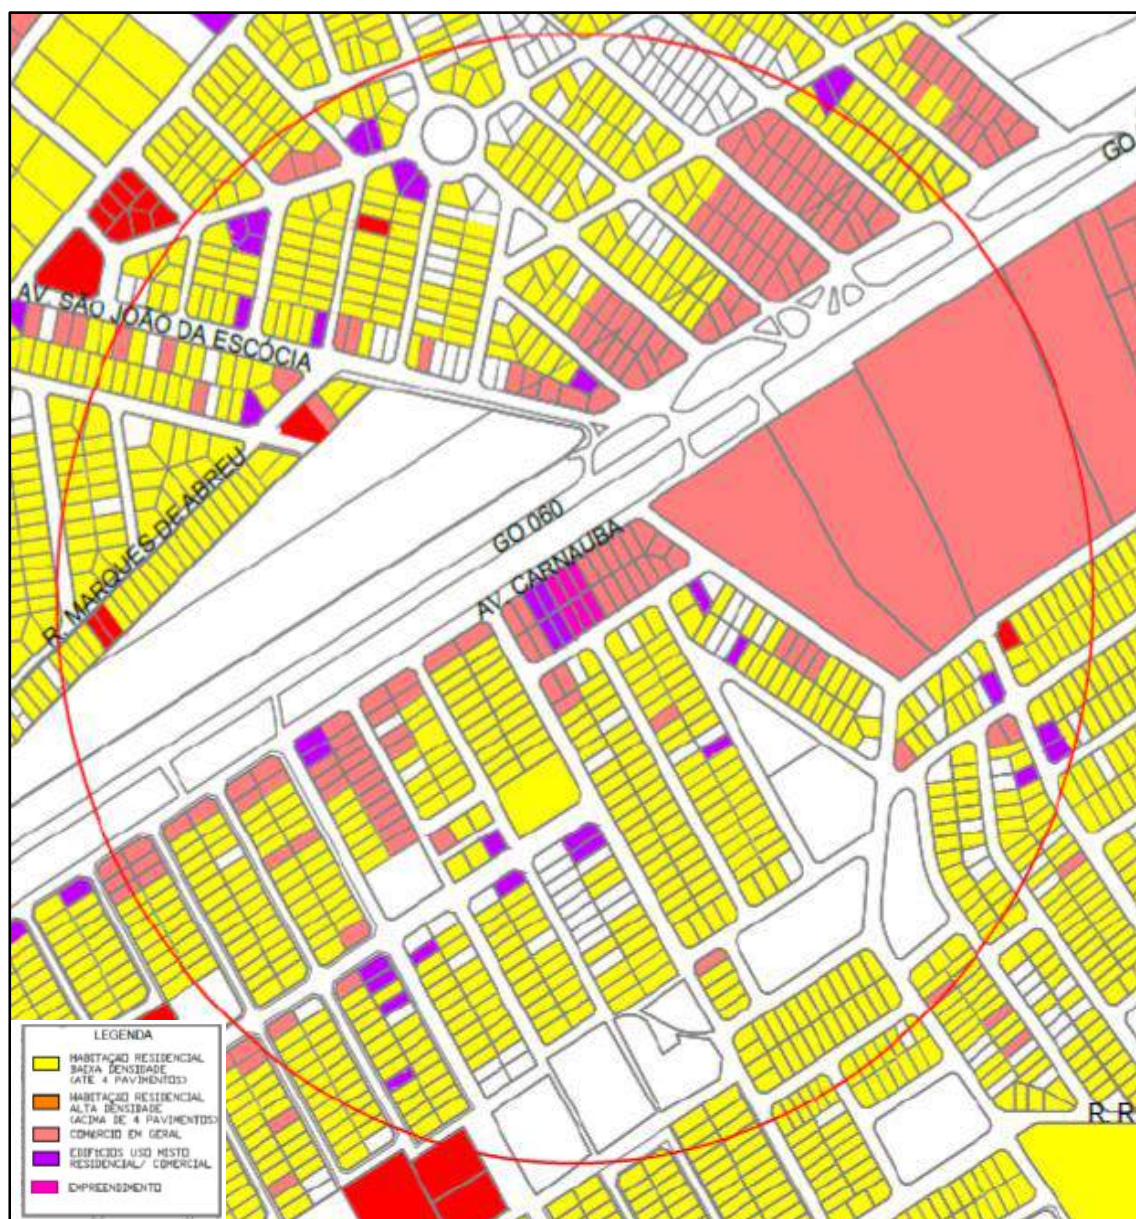 GO
AV. SÃO JOÃO DA ESCÓCIA
R. MARQUES DE ABREU
GO 060
AV. CARNAUBA
R. R
LEGENDA
HABITAÇÃO RESIDENCIAL
BAIXA DENSIDADE
(ATÉ 4 PAVIMENTOS)
HABITAÇÃO RESIDENCIAL
ALTA DENSIDADE
(ACIMA DE 4 PAVIMENTOS)
COMÉRCIO EM GERAL
EDIFÍCIOS USO MISTO
RESIDENCIAL/ COMERCIAL
EMPREENDIMENTO